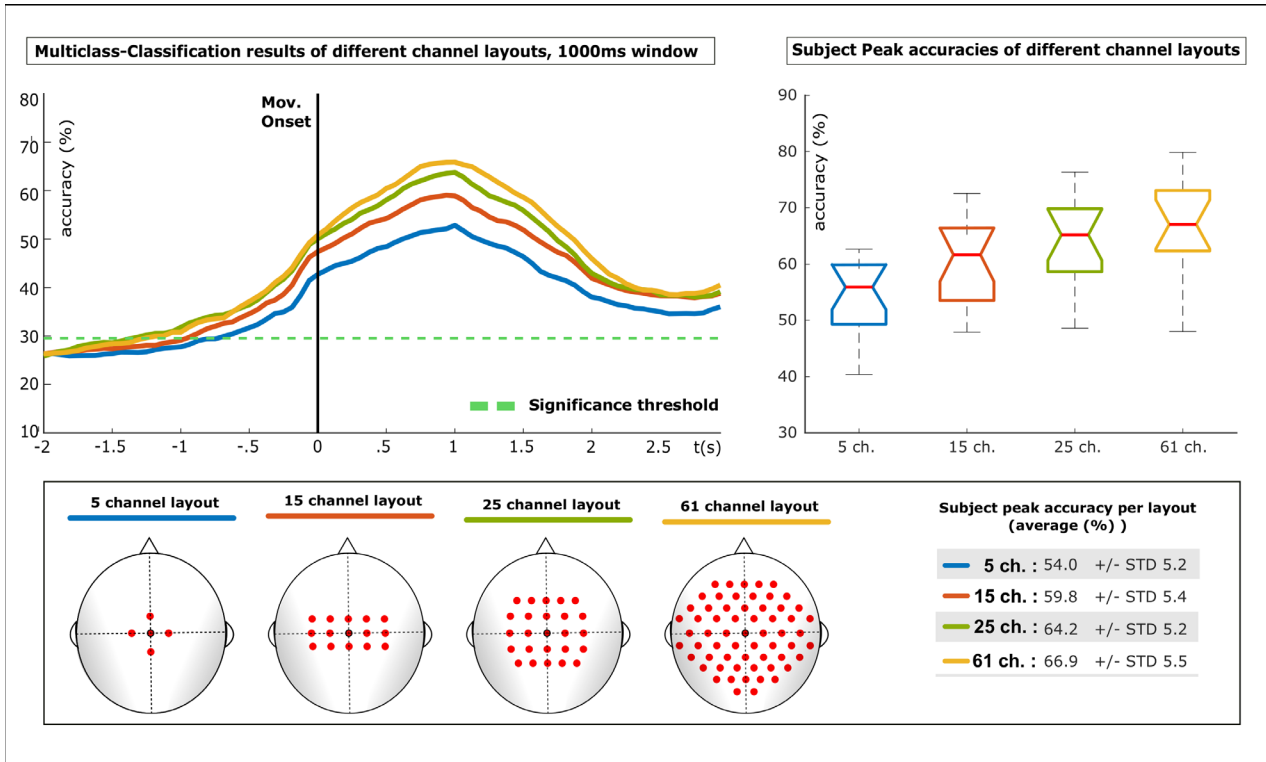 Multiclass-Classification results of different channel layouts, 1000ms window
80
70
60
50
40
30
20
10
accuracy (%)
Mov.
Onset
Significance threshold
-2 -1.5 -1 -.5 0 .5 1 1.5 2 2.5 t(s)
Subject Peak accuracies of different channel layouts
90
80
70
60
50
40
30
accuracy (%)
5 ch. 15 ch. 25 ch. 61 ch.
5 channel layout
15 channel layout
25 channel layout
61 channel layout
Subject peak accuracy per layout
(average (%) )
5 ch. : 54.0 +/- STD 5.2
15 ch. : 59.8 +/- STD 5.4
25 ch. : 64.2 +/- STD 5.2
61 ch. : 66.9 +/- STD 5.5